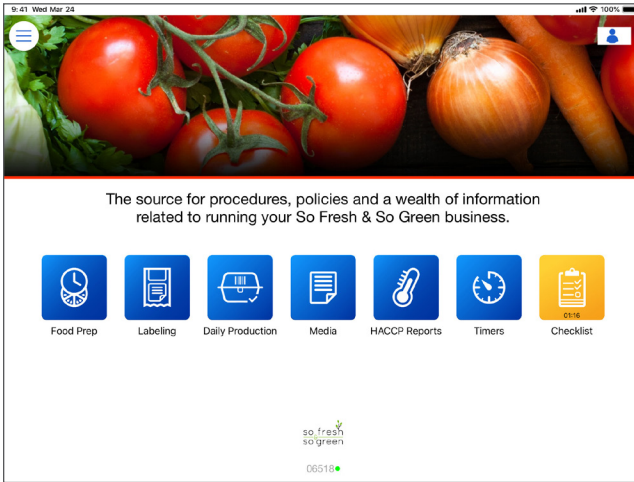 9:41 Wed Mar 24
100%
The source for procedures, policies and a wealth of information
related to running your So Fresh & So Green business.
01:16
Food Prep Labeling Daily Production Media HACCP Reports Timers Checklist
so fresh
so green
06518